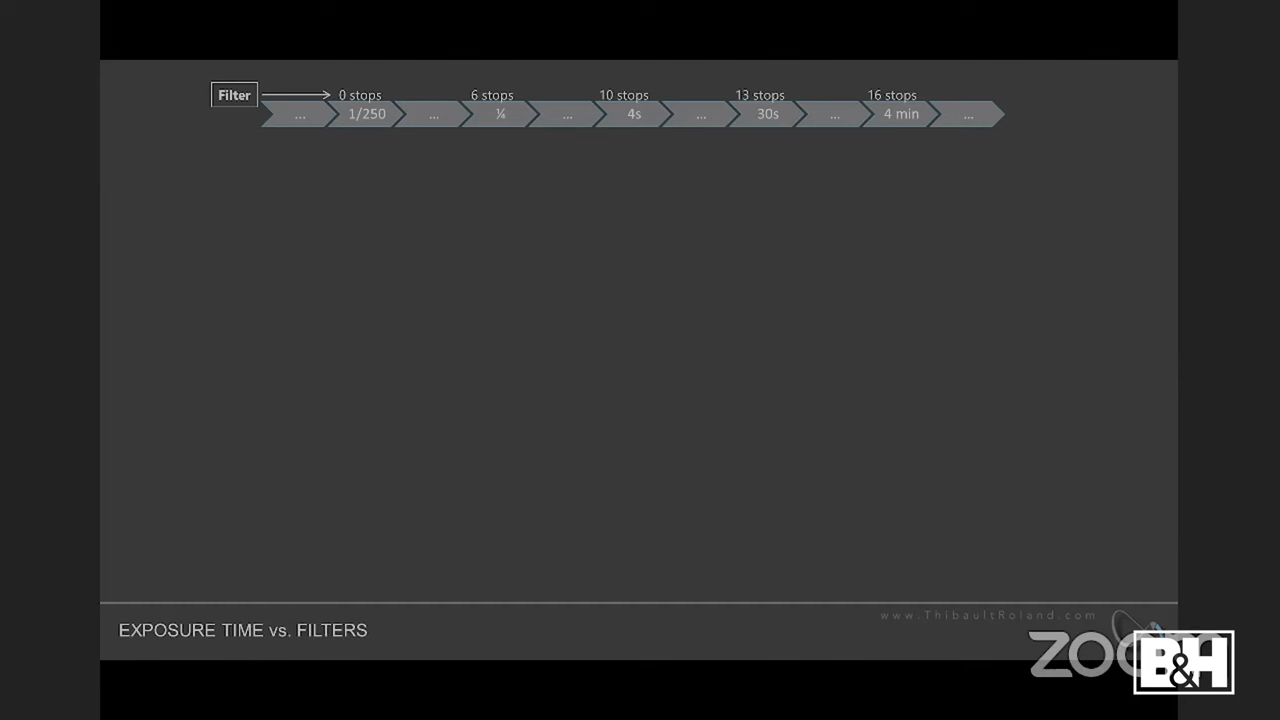 Filter 0 stops 6 stops 10 stops 13 stops 16 stops
... 1/250 ... ¼ ... 4s ... 30s ... 4 min ...
www.ThibaultRoland.com
EXPOSURE TIME vs. FILTERS
B&H